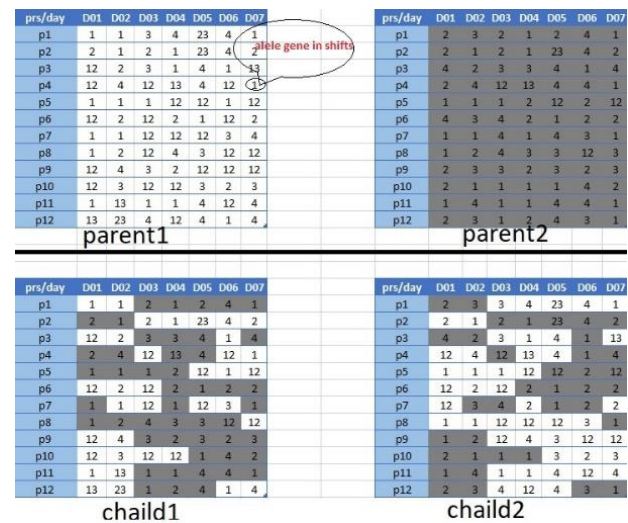 prs/day D01 D02 D03 D04 D05 D06 D07
p1 1 1 3 4 23 4 1
p2 2 1 2 1 23 4 2
p3 12 2 3 1 4 1 13
p4 12 4 12 13 4 12 1
p5 1 1 1 12 12 1 12
p6 12 2 12 2 1 12 2
p7 1 1 12 12 12 3 4
p8 1 2 12 4 3 12 12
p9 12 4 3 2 12 12 12
p10 12 3 12 12 3 2 3
p11 1 13 1 1 4 12 4
p12 13 23 4 12 4 1 4
alele gene in shifts
parent1
prs/day D01 D02 D03 D04 D05 D06 D07
p1 2 3 2 1 2 4 1
p2 2 1 2 1 23 4 2
p3 4 2 3 3 4 1 4
p4 2 4 12 13 4 4 1
p5 1 1 1 2 12 2 12
p6 4 3 4 2 1 2 2
p7 1 1 4 1 4 3 1
p8 1 2 4 3 3 12 3
p9 2 3 3 2 3 2 3
p10 2 1 1 1 1 4 2
p11 1 4 1 1 4 4 1
p12 2 3 1 2 4 3 1
parent2
prs/day D01 D02 D03 D04 D05 D06 D07
p1 1 1 2 1 2 4 1
p2 2 1 2 1 23 4 2
p3 12 2 3 3 4 1 4
p4 2 4 12 13 4 12 1
p5 1 1 1 2 12 1 12
p6 12 2 12 2 1 2 2
p7 1 1 12 1 12 3 1
p8 1 2 4 3 3 12 12
p9 12 4 3 2 3 2 3
p10 12 3 12 12 1 4 2
p11 1 13 1 1 4 4 1
p12 13 23 1 2 4 1 4
chaild1
prs/day D01 D02 D03 D04 D05 D06 D07
p1 2 3 3 4 23 4 1
p2 2 1 2 1 23 4 2
p3 4 2 3 1 4 1 13
p4 12 4 12 13 4 1 4
p5 1 1 1 12 12 2 12
p6 12 2 12 2 1 2 2
p7 12 3 4 2 1 2 2
p8 1 1 12 12 12 3 1
p9 1 2 12 4 3 12 12
p10 2 1 1 1 3 2 3
p11 1 4 1 1 4 12 4
p12 2 3 4 12 4 3 1
chaild2